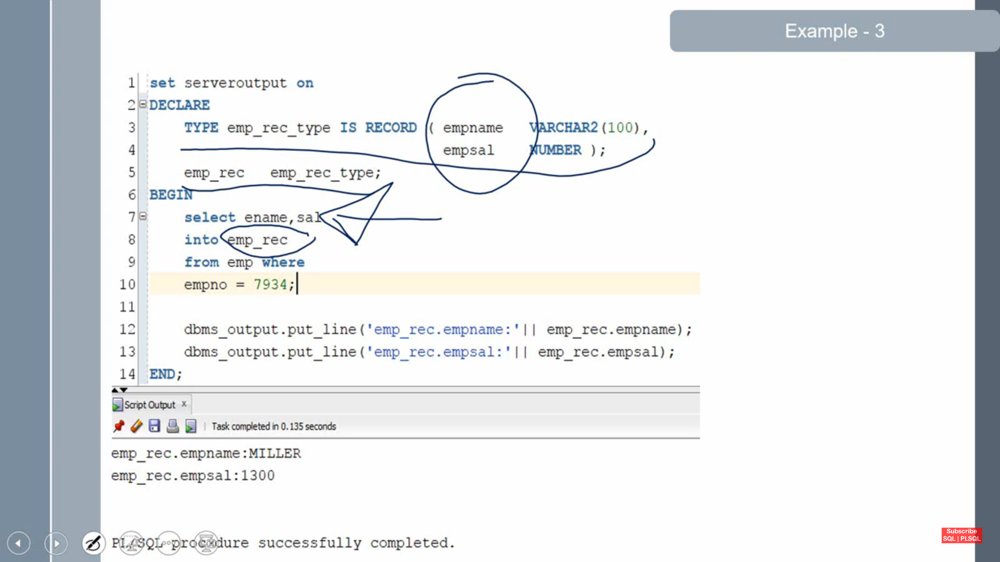 Example - 3
1 set serveroutput on
2 DECLARE
3 TYPE emp_rec_type IS RECORD ( empname VARCHAR2(100),
4 empsal NUMBER );
5 emp_rec emp_rec_type;
6 BEGIN
7 select ename,sal
8 into emp_rec
9 from emp where
10 empno = 7934;
11
12 dbms_output.put_line('emp_rec.empname:'|| emp_rec.empname);
13 dbms_output.put_line('emp_rec.empsal:'|| emp_rec.empsal);
14 END;
Script Output x
Task completed in 0.135 seconds
emp_rec.empname:MILLER
emp_rec.empsal:1300
PL/SQL procedure successfully completed.
Subscribe
SQL | PLSQL